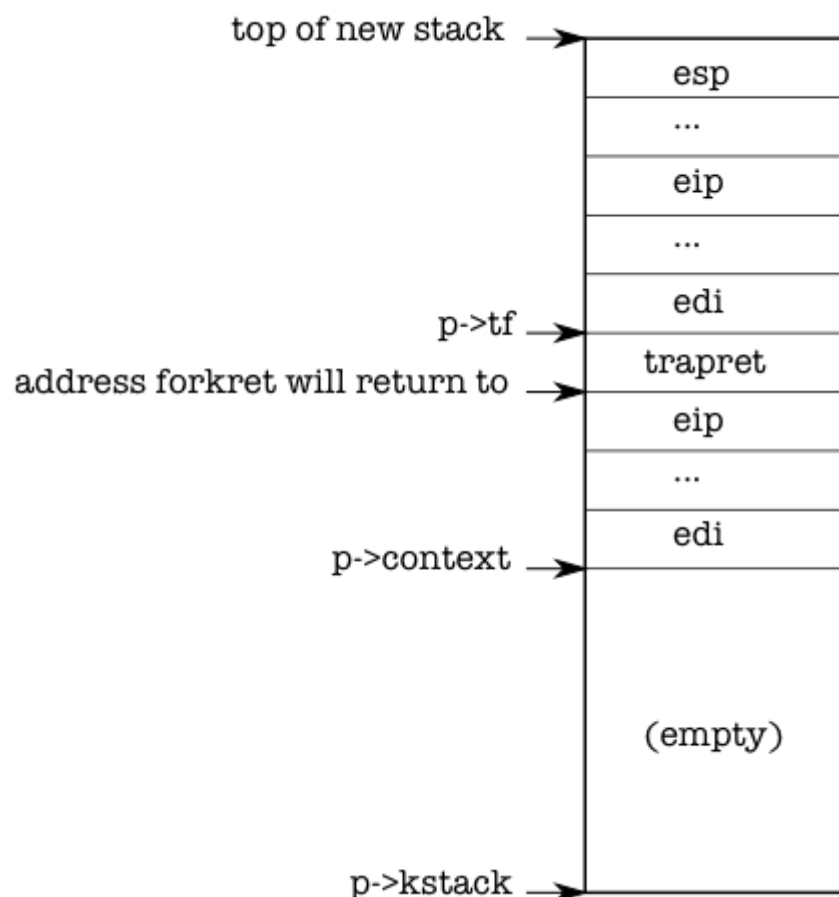 top of new stack
esp
...
eip
...
edi
p->tf
trapret
address forkret will return to
eip
...
edi
p->context
(empty)
p->kstack